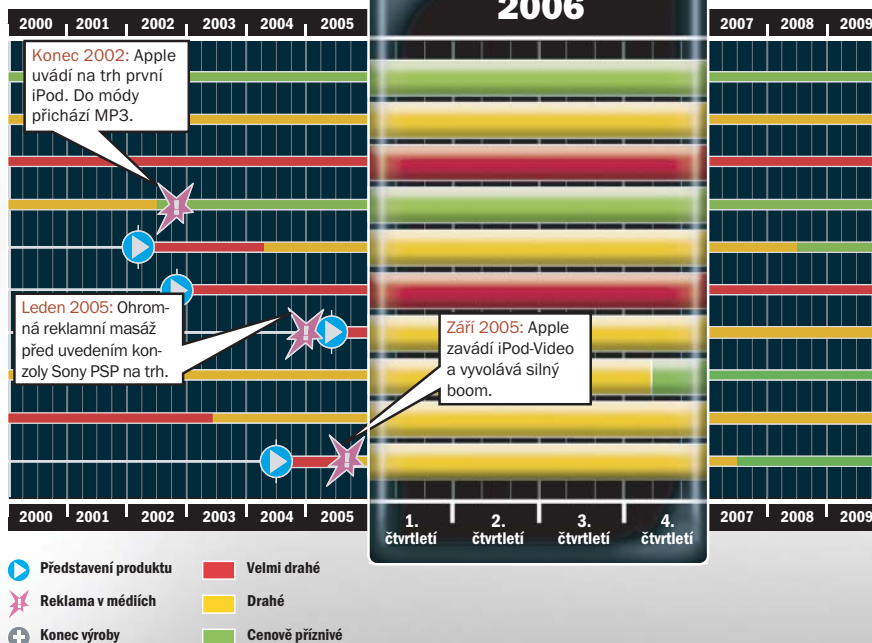 2006
2000 2001 2002 2003 2004 2005 2007 2008 2009
Konec 2002: Apple
uvádí na trh první
iPod. Do módy
přichází MP3.
Leden 2005: Ohrom-
ná reklamní masáž
před uvedením kon-
zoly Sony PSP na trh.
Září 2005: Apple
zavádí iPod-Video
a vyvolává silný
boom.
2000 2001 2002 2003 2004 2005 2007 2008 2009
1. 2. 3. 4.
čtvrtletí čtvrtletí čtvrtletí čtvrtletí
Představení produktu Velmi drahé
Reklama v médiích Drahé
Konec výroby Cenově příznivé